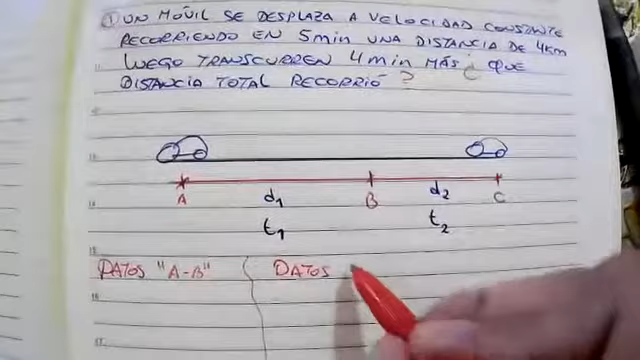 ① UN MÓVIL SE DESPLAZA A VELOCIDAD CONSTANTE
RECORRIENDO EN 5min UNA DISTANCIA DE 4km
LUEGO TRANSCURREN 4min MÁS ¿ QUE
DISTANCIA TOTAL RECORRIÓ ?
A d1 B d2 C
t1 t2
DATOS "A-B" DATOS